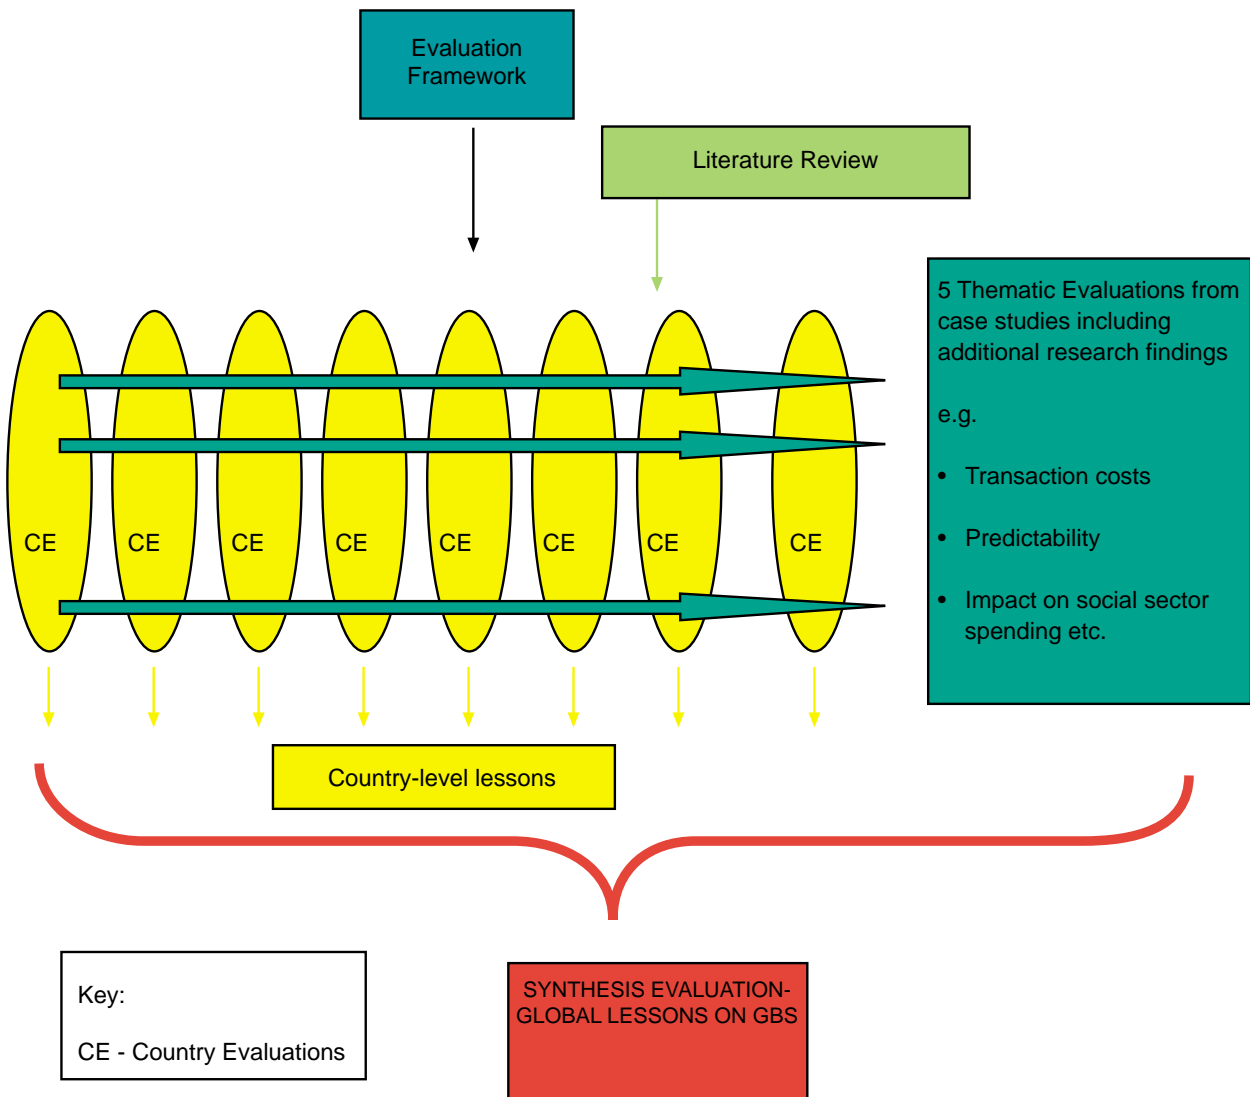 Evaluation
Framework
Literature Review
5 Thematic Evaluations from
case studies including
additional research findings
e.g.
• Transaction costs
• Predictability
• Impact on social sector
spending etc.
CE CE CE CE CE CE CE CE
Country-level lessons
Key:
CE - Country Evaluations
SYNTHESIS EVALUATION-
GLOBAL LESSONS ON GBS